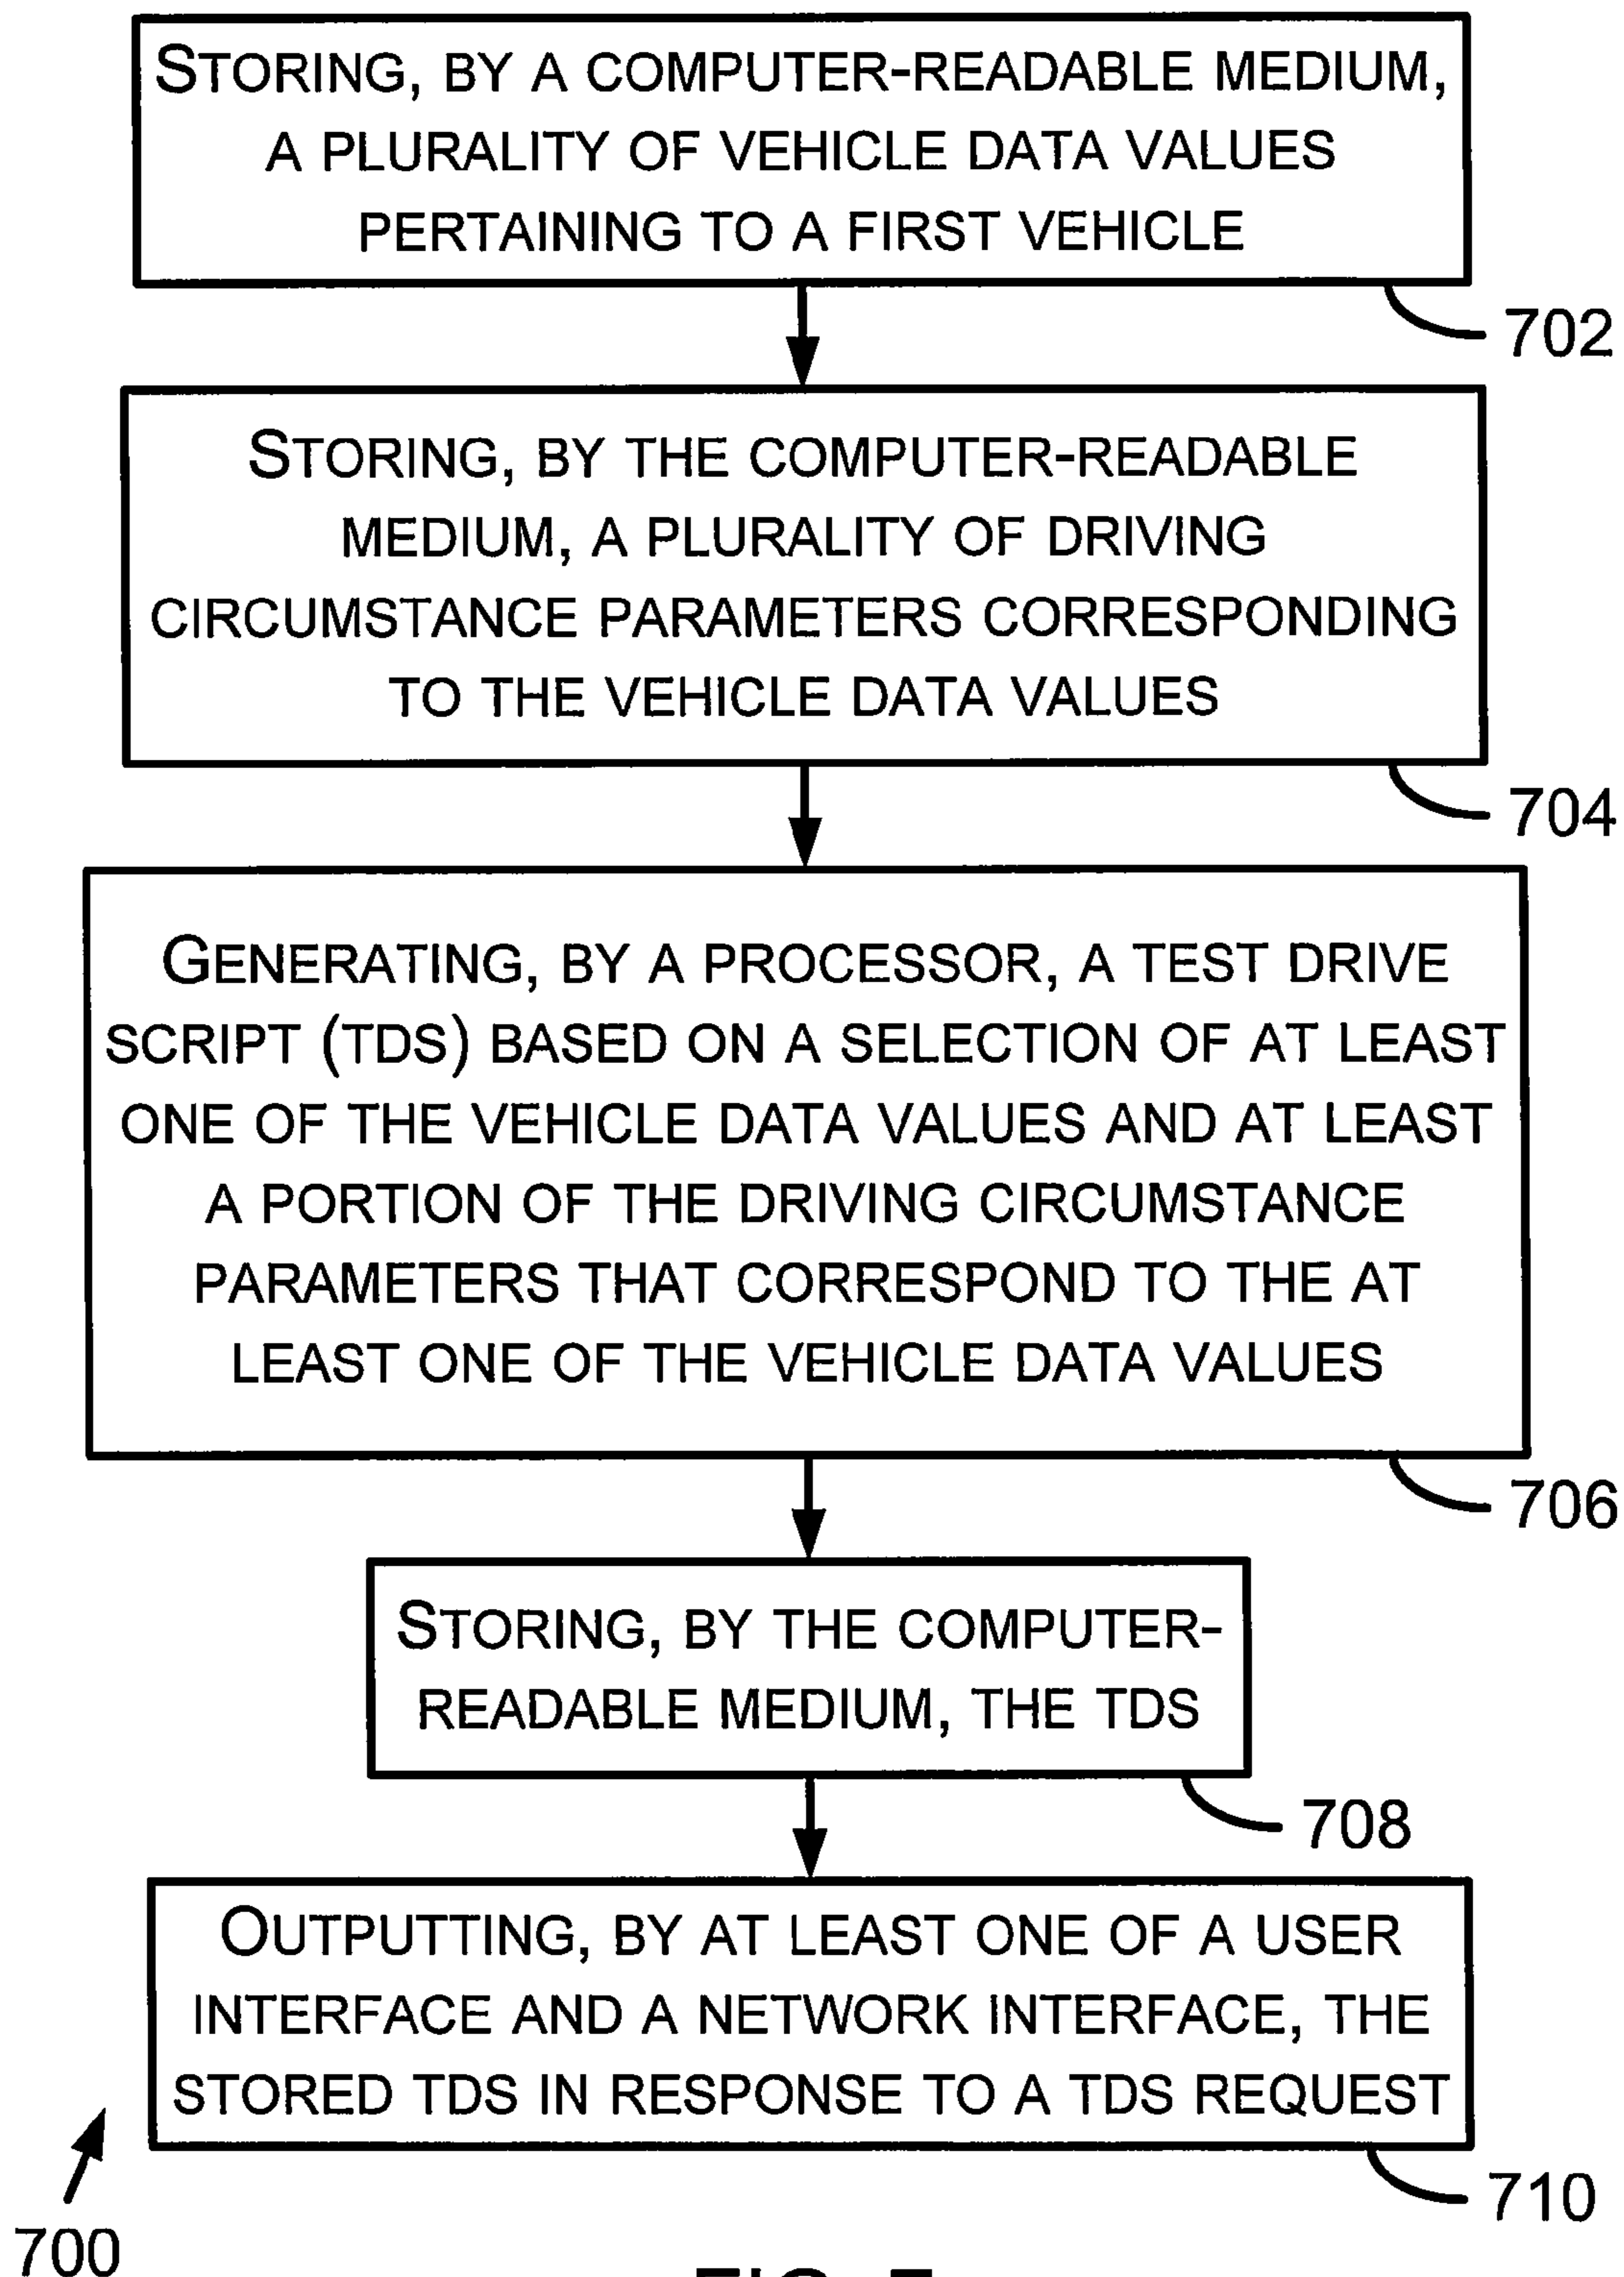 STORING, BY A COMPUTER-READABLE MEDIUM,
A PLURALITY OF VEHICLE DATA VALUES
PERTAINING TO A FIRST VEHICLE
702
STORING, BY THE COMPUTER-READABLE
MEDIUM, A PLURALITY OF DRIVING
CIRCUMSTANCE PARAMETERS CORRESPONDING
TO THE VEHICLE DATA VALUES
704
GENERATING, BY A PROCESSOR, A TEST DRIVE
SCRIPT (TDS) BASED ON A SELECTION OF AT LEAST
ONE OF THE VEHICLE DATA VALUES AND AT LEAST
A PORTION OF THE DRIVING CIRCUMSTANCE
PARAMETERS THAT CORRESPOND TO THE AT
LEAST ONE OF THE VEHICLE DATA VALUES
706
STORING, BY THE COMPUTER-
READABLE MEDIUM, THE TDS
708
OUTPUTTING, BY AT LEAST ONE OF A USER
INTERFACE AND A NETWORK INTERFACE, THE
STORED TDS IN RESPONSE TO A TDS REQUEST
710
700